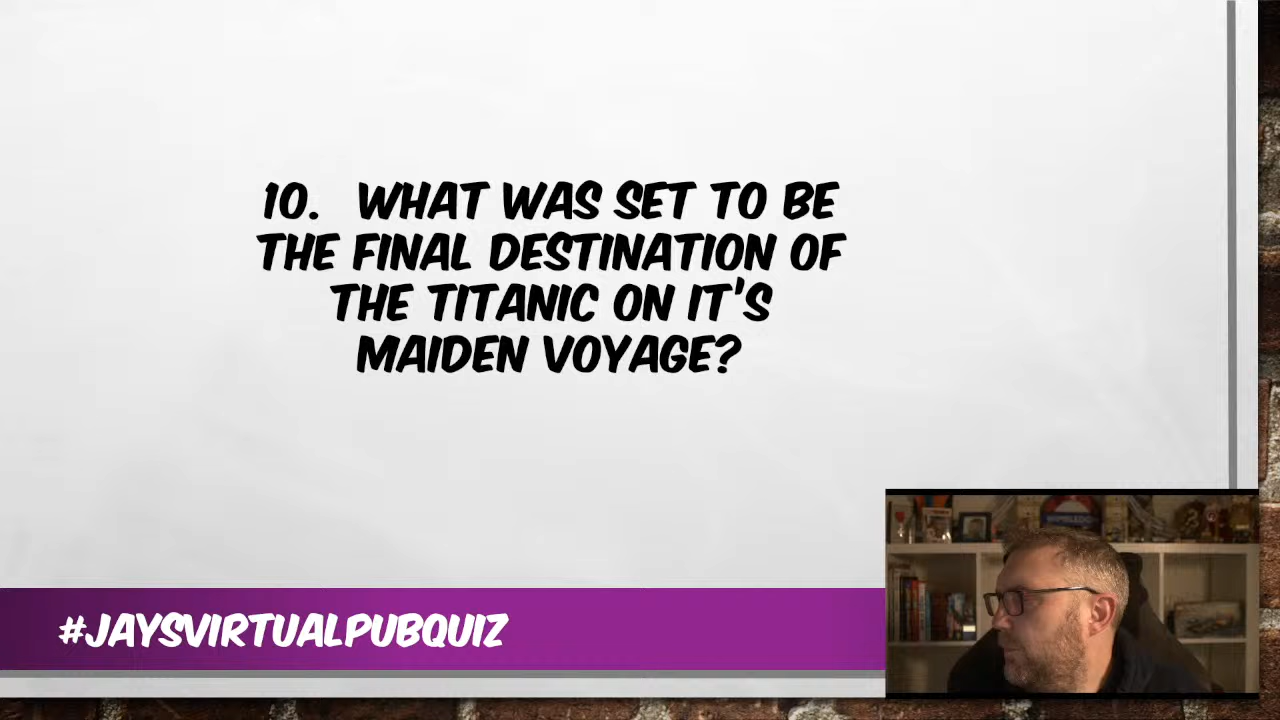 10. WHAT WAS SET TO BE
THE FINAL DESTINATION OF
THE TITANIC ON IT'S
MAIDEN VOYAGE?
#JAYSVIRTUALPUBQUIZ